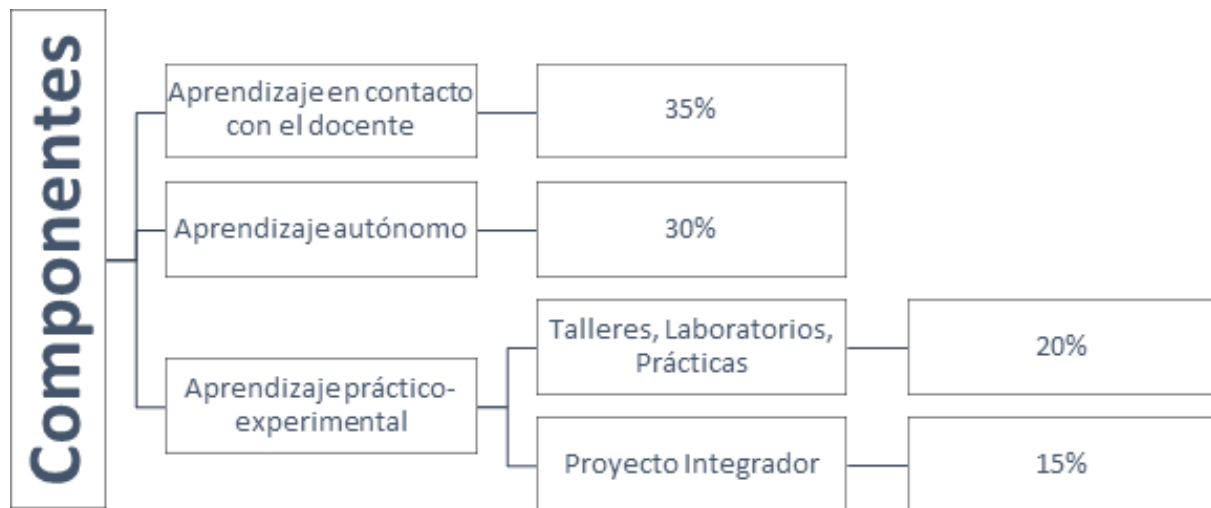 Componentes
Aprendizaje en contacto
con el docente
35%
Aprendizaje autónomo
30%
Aprendizaje práctico-
experimental
Talleres, Laboratorios,
Prácticas
20%
Proyecto Integrador
15%